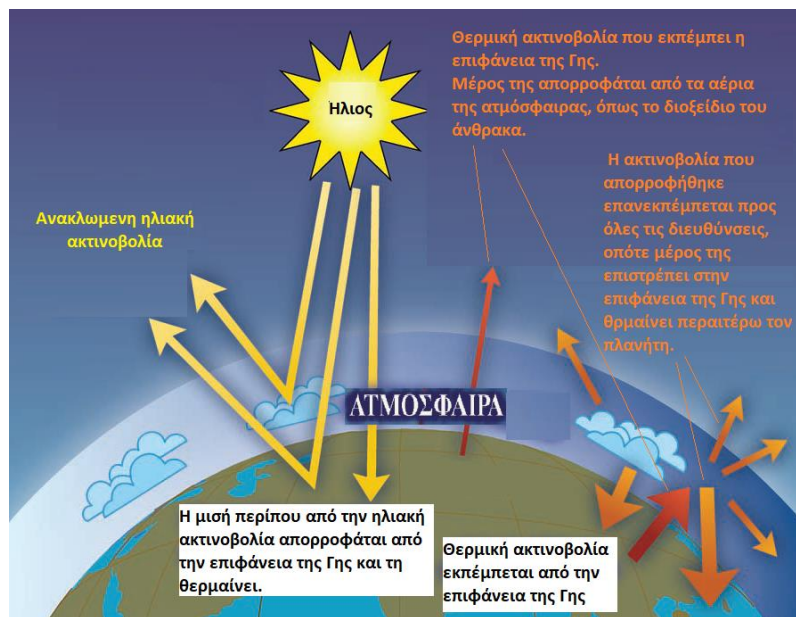 Ήλιος
Θερμική ακτινοβολία που εκπέμπει η
επιφάνεια της Γης.
Μέρος της απορροφάται από τα αέρια
της ατμόσφαιρας, όπως το διοξείδιο του
άνθρακα.
Η ακτινοβολία που
απορροφήθηκε
επανεκπέμπεται προς
όλες τις διευθύνσεις,
οπότε μέρος της
επιστρέπει στην
επιφάνεια της Γης και
θρμαίνει περαιτέρω τον
πλανήτη.
Ανακλωμενη ηλιακή
ακτινοβολία
ΑΤΜΟΣΦΑΙΡΑ
Η μισή περίπου από την ηλιακή
ακτινοβολία απορροφάται από
την επιφάνεια της Γης και τη
θερμαίνει.
Θερμική ακτινοβολία
εκπέμπεται από την
επιφάνεια της Γης